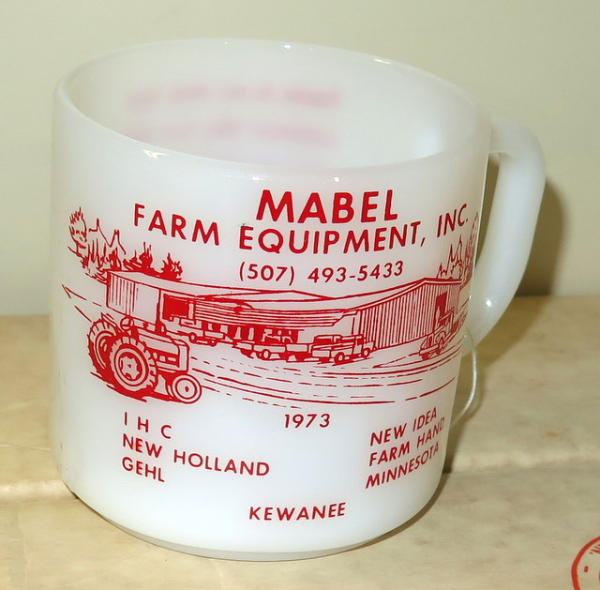 MABEL
FARM EQUIPMENT, INC.
(507) 493-5433
1973
I H C
NEW HOLLAND
GEHL
NEW IDEA
FARM HAND
MINNESOTA
KEWANEE